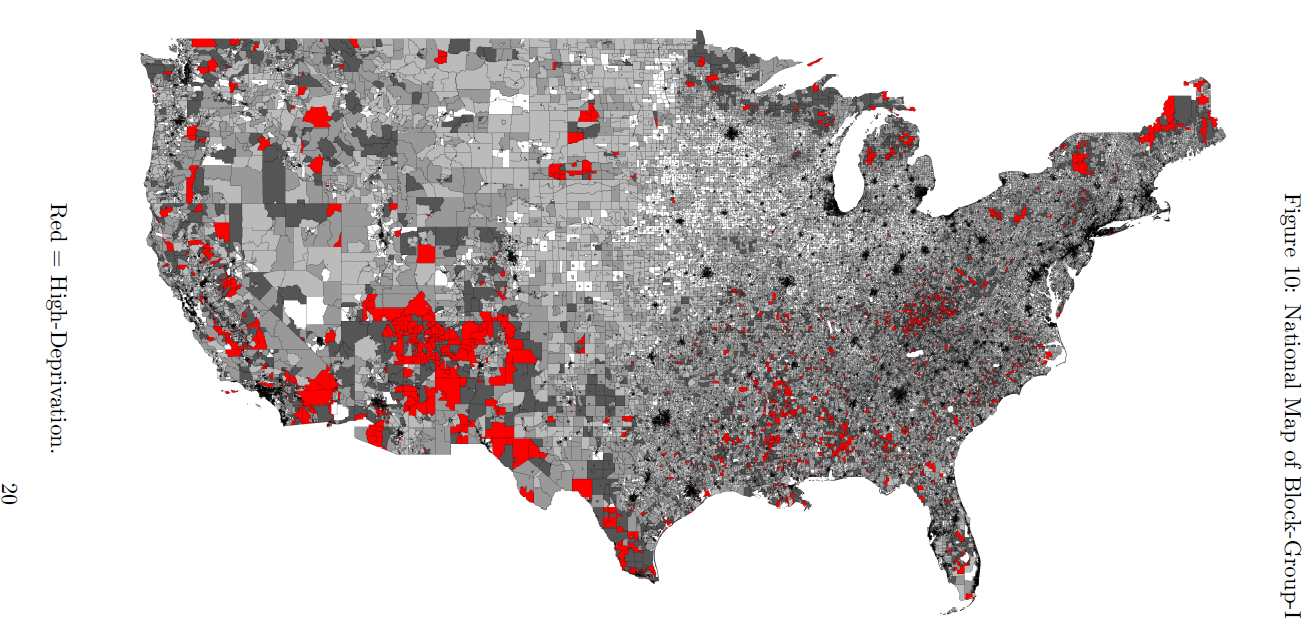 Figure 10: National Map of Block-Group-l
Red = High-Deprivation.
20